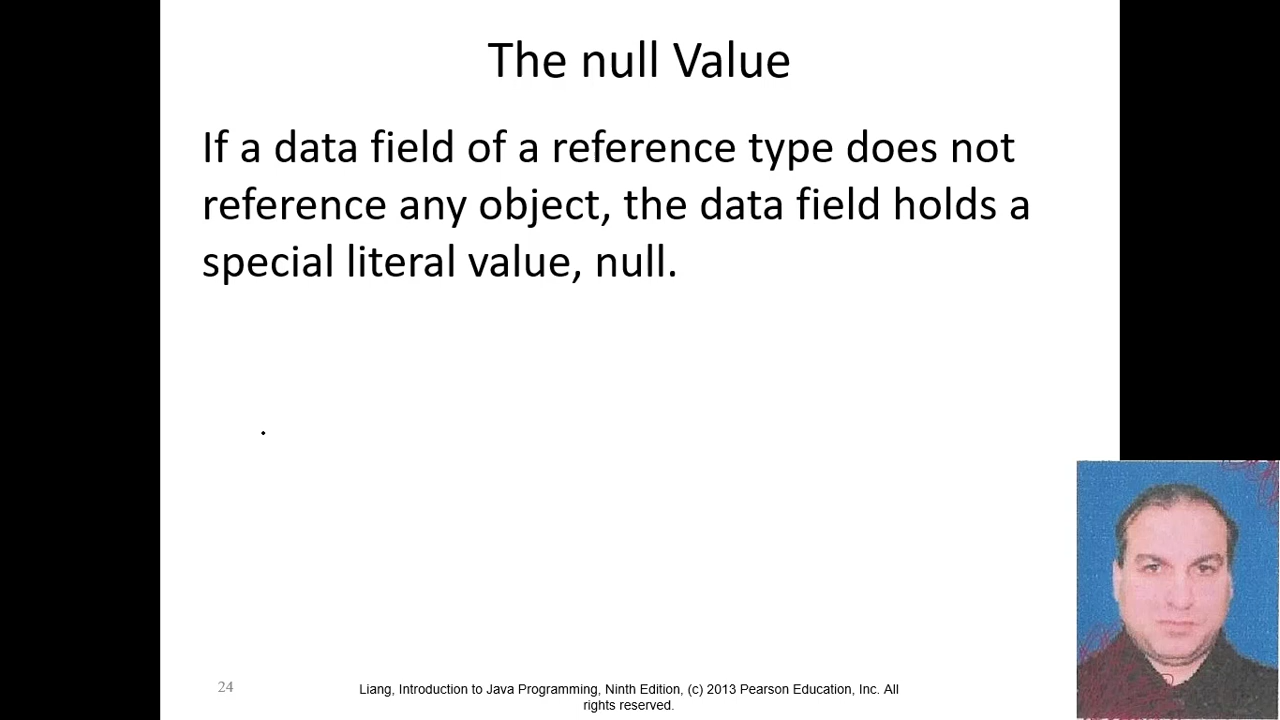 The null Value
If a data field of a reference type does not
reference any object, the data field holds a
special literal value, null.
.
24
Liang, Introduction to Java Programming, Ninth Edition, (c) 2013 Pearson Education, Inc. All
rights reserved.